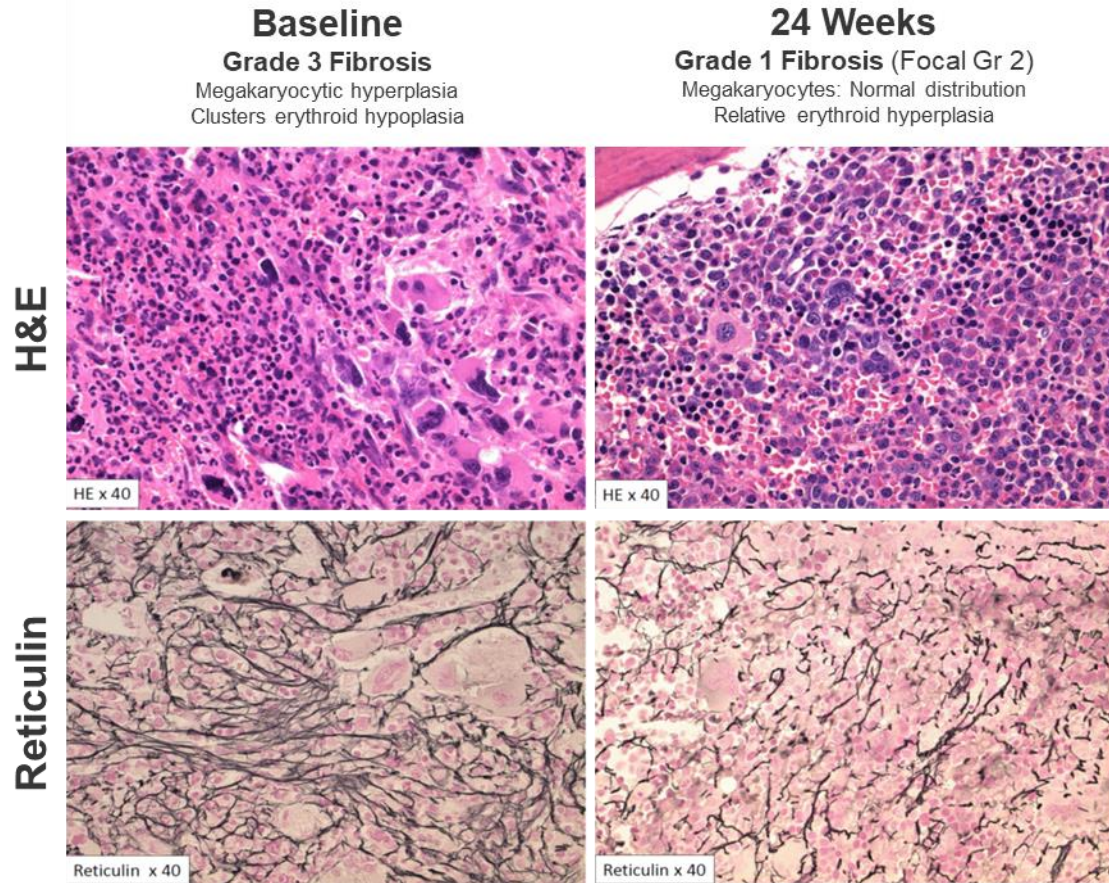 Baseline
Grade 3 Fibrosis
Megakaryocytic hyperplasia
Clusters erythroid hypoplasia
24 Weeks
Grade 1 Fibrosis (Focal Gr 2)
Megakaryocytes: Normal distribution
Relative erythroid hyperplasia
H&E
HE x 40
HE x 40
Reticulin
Reticulin x 40
Reticulin x 40